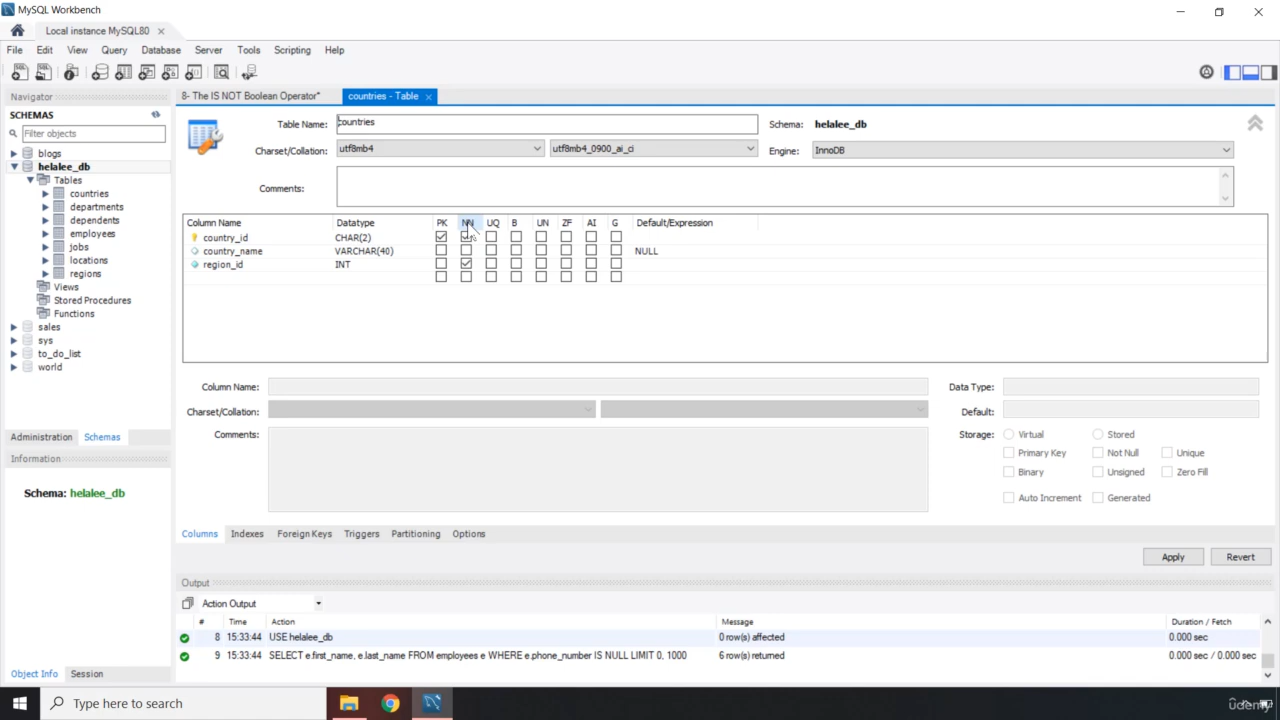 MySQL Workbench
Local instance MySQL80
File Edit View Query Database Server Tools Scripting Help
Navigator
SCHEMAS
Filter objects
blogs
helalee_db
Tables
countries
departments
dependents
employees
jobs
locations
regions
Views
Stored Procedures
Functions
sales
sys
to_do_list
world
Administration Schemas
Information
Schema: helalee_db
Object Info Session
8- The IS NOT Boolean Operator* countries - Table
Table Name: countries Schema: helalee_db
Charset/Collation: utf8mb4 utf8mb4_0900_ai_ci Engine: InnoDB
Comments:
Column Name Datatype PK NN UQ B UN ZF AI G Default/Expression
country_id CHAR(2)
country_name VARCHAR(40) NULL
region_id INT
Column Name: Data Type:
Charset/Collation: Default:
Comments: Storage: Virtual Stored
Primary Key Not Null Unique
Binary Unsigned Zero Fill
Auto Increment Generated
Columns Indexes Foreign Keys Triggers Partitioning Options
Apply Revert
Output
Action Output
# Time Action Message Duration / Fetch
8 15:33:44 USE helalee_db 0 row(s) affected 0.000 sec
9 15:33:44 SELECT e.first_name, e.last_name FROM employees e WHERE e.phone_number IS NULL LIMIT 0, 1000 6 row(s) returned 0.000 sec / 0.000 sec
Type here to search
udemy